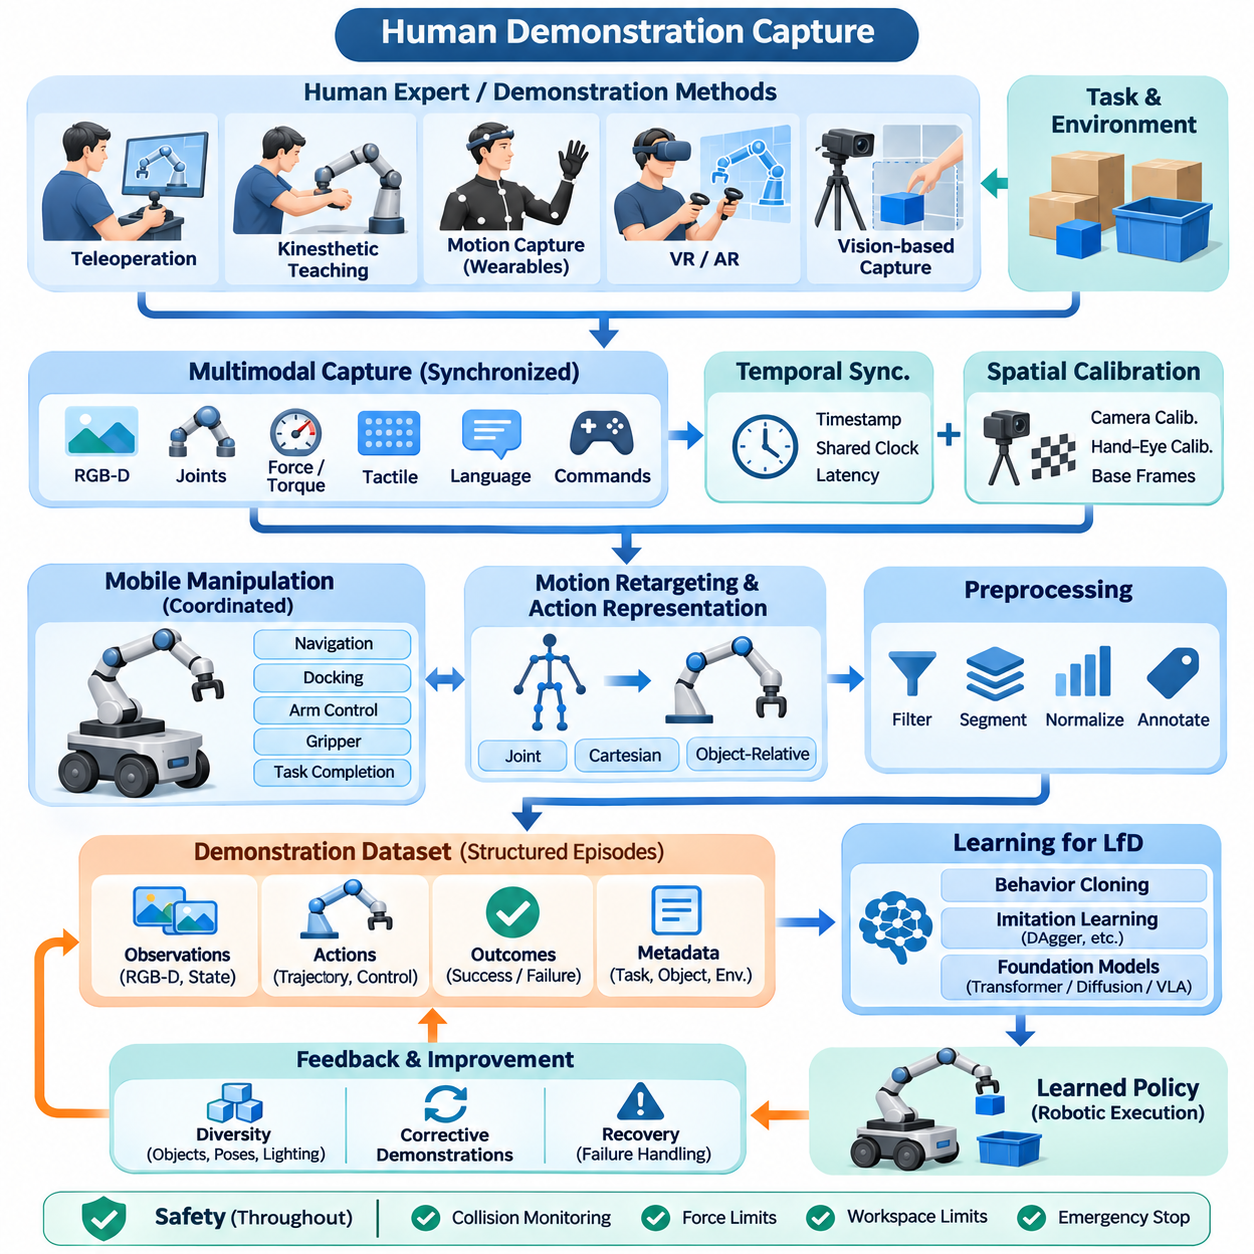 Human Demonstration Capture
Human Expert / Demonstration Methods
Teleoperation
Kinesthetic
Teaching
Motion Capture
(Wearables)
VR / AR
Vision-based
Capture
Task &
Environment
Multimodal Capture (Synchronized)
RGB-D
Joints
Force /
Torque
Tactile
Language
Commands
Temporal Sync.
Timestamp
Shared Clock
Latency
+
Spatial Calibration
Camera Calib.
Hand-Eye Calib.
Base Frames
Mobile Manipulation
(Coordinated)
Navigation
Docking
Arm Control
Gripper
Task Completion
Motion Retargeting &
Action Representation
Joint
Cartesian
Object-Relative
Preprocessing
Filter
Segment
Normalize
Annotate
Demonstration Dataset (Structured Episodes)
Observations
(RGB-D, State)
Actions
(Trajectory, Control)
Outcomes
(Success / Failure)
Metadata
(Task, Object, Env.)
Learning for LfD
Behavior Cloning
Imitation Learning
(DAgger, etc.)
Foundation Models
(Transformer / Diffusion / VLA)
Feedback & Improvement
Diversity
(Objects, Poses, Lighting)
Corrective
Demonstrations
Recovery
(Failure Handling)
Learned Policy
(Robotic Execution)
Safety (Throughout)
Collision Monitoring
Force Limits
Workspace Limits
Emergency Stop